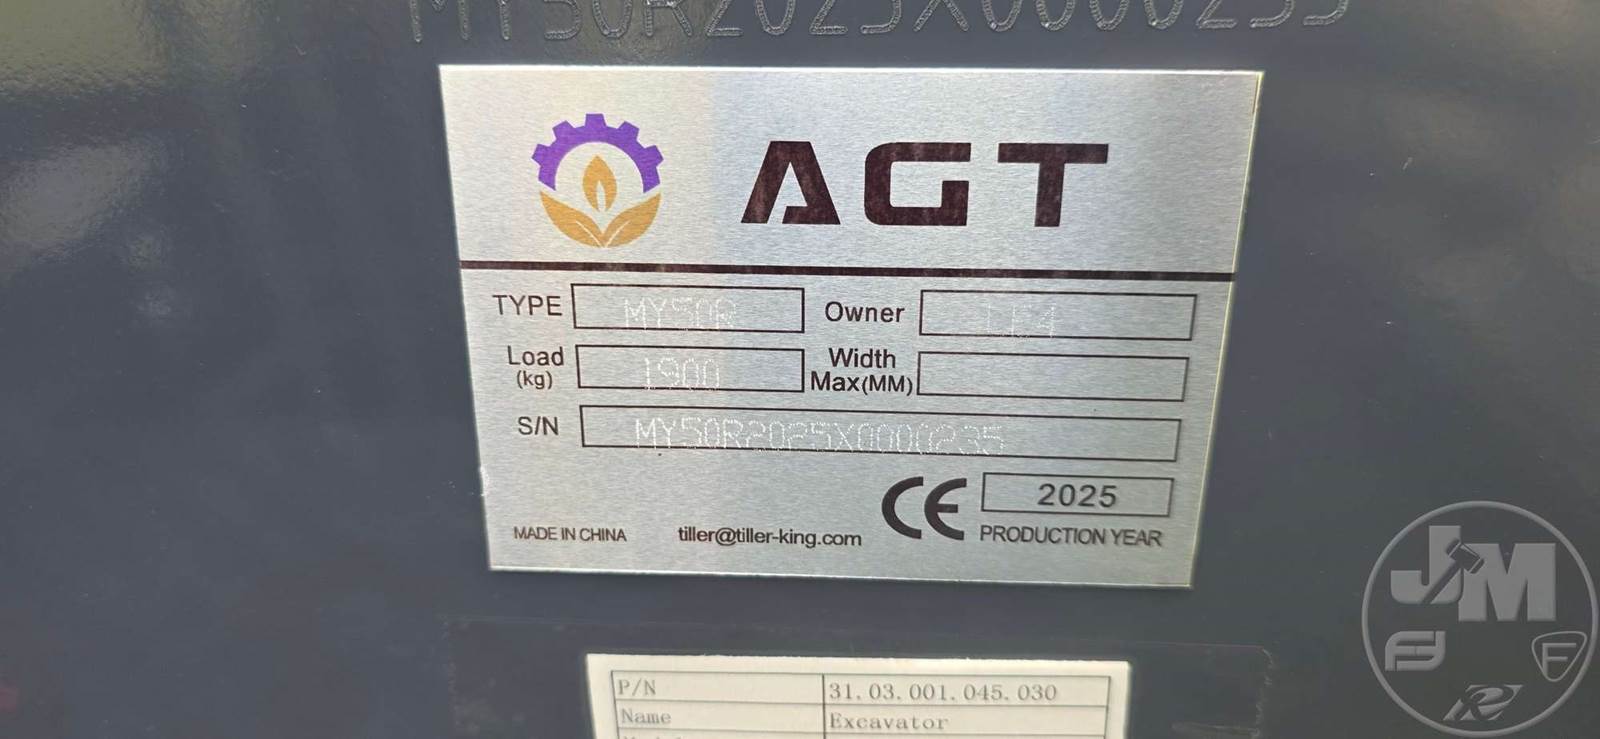 MY50R2025X0000235
AGT
TYPE MY50R Owner
Load (kg) 1900 Width Max(MM)
S/N MY50R2025X0000235
CE 2025
MADE IN CHINA tiller@tiller-king.com PRODUCTION YEAR
P/N 31.03.001.045.030
Name Excavator
JM